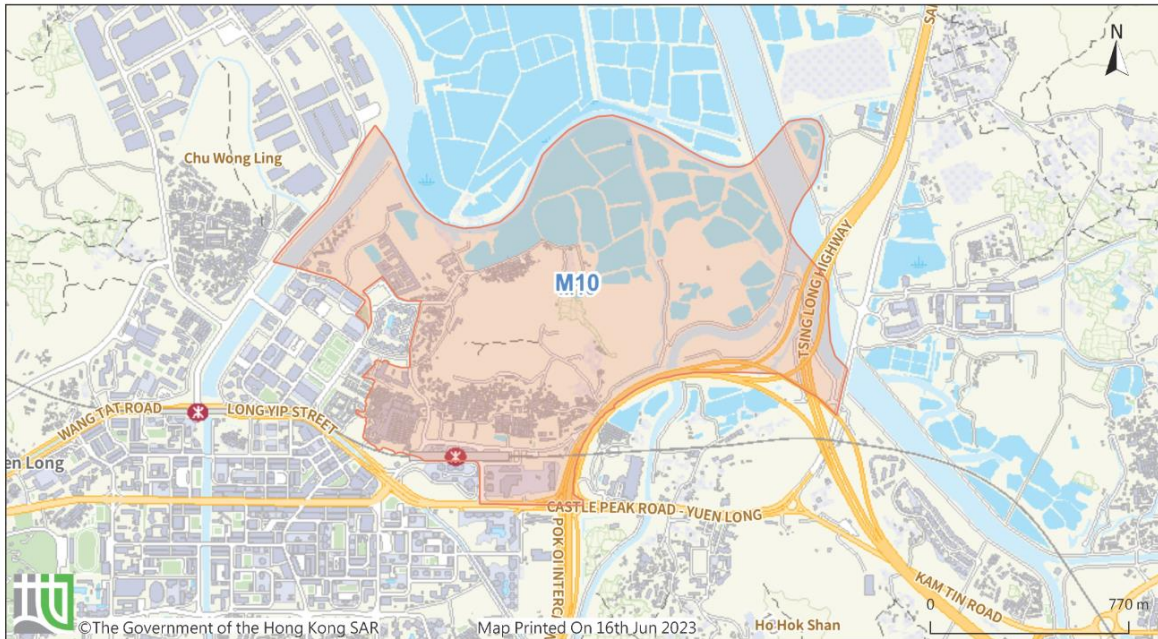 N
Chu Wong Ling
SAN
M10
TSING LONG HIGHWAY
WANG TAT ROAD
LONG YIP STREET
en Long
CASTLE PEAK ROAD - YUEN LONG
POK OI INTERC
KAM TIN ROAD
Ho Hok Shan
0
770 m
©The Government of the Hong Kong SAR
Map Printed On 16th Jun 2023